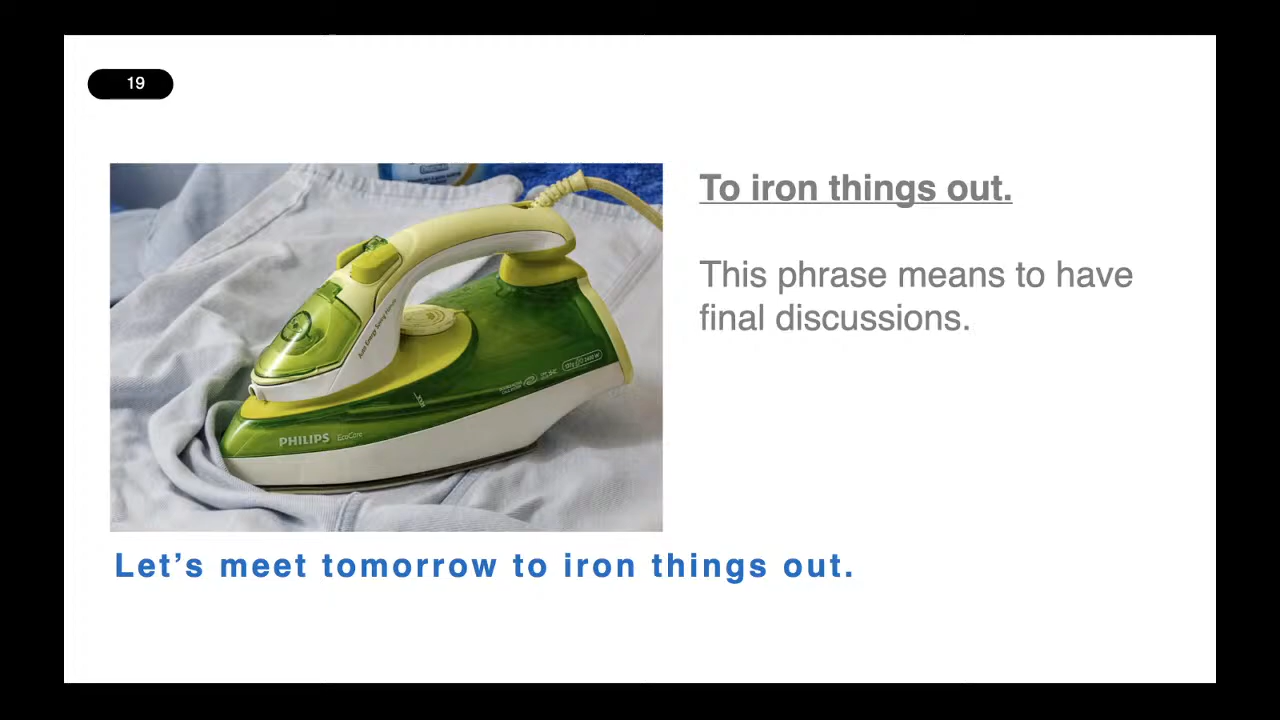 19
To iron things out.
This phrase means to have
final discussions.
PHILIPS EcoCare
Let's meet tomorrow to iron things out.